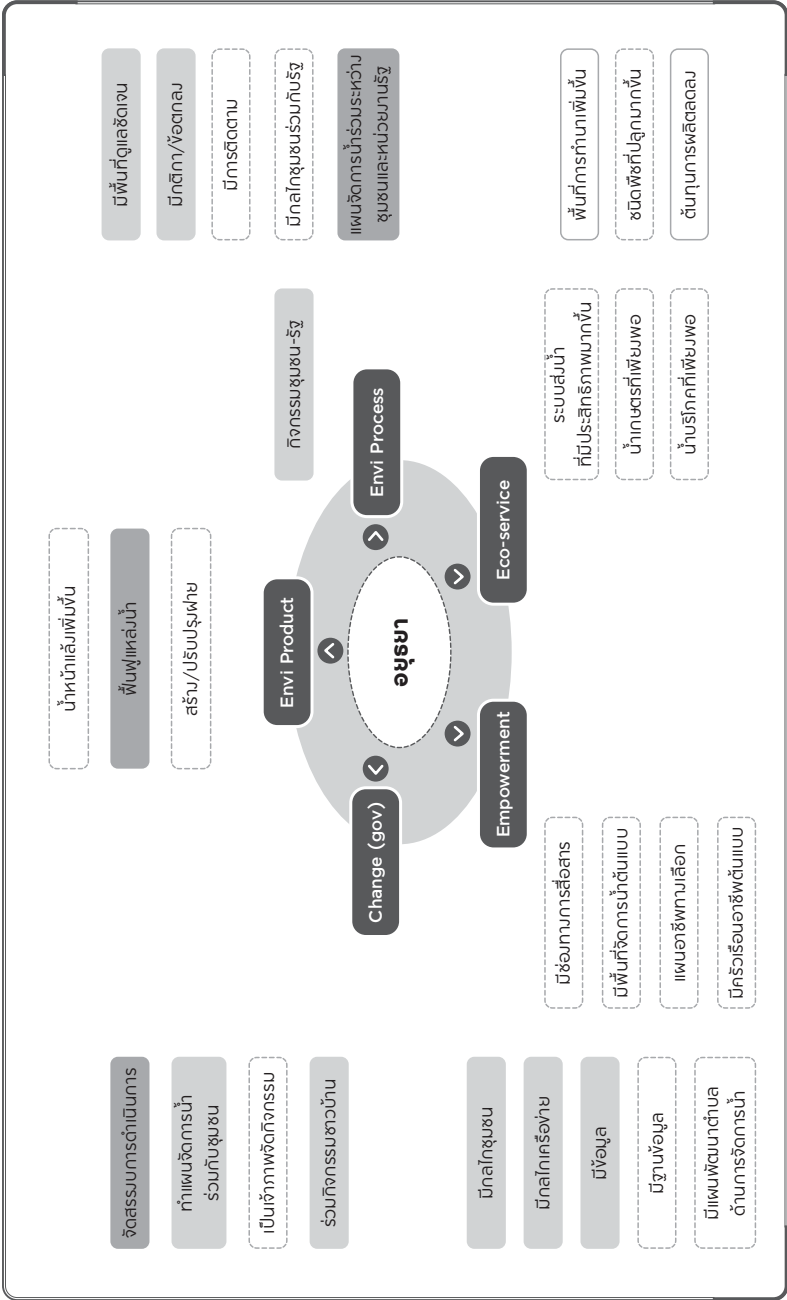 น้ำหน้าแล้งเพิ่มขึ้น
ฟื้นฟูแหล่งน้ำ
สร้าง/ปรับปรุงฝาย
จัดสรรงบการดำเนินการ
ทำแผนจัดการน้ำ
ร่วมกับชุมชน
เป็นเจ้าภาพจัดกิจกรรม
ร่วมกิจกรรมชาวบ้าน
มีพื้นที่ดูแลชัดเจน
มีกติกา/ข้อตกลง
มีการติดตาม
มีกลไกชุมชนร่วมกับรัฐ
แผนจัดการน้ำร่วมระหว่าง
ชุมชนและหน่วยงานรัฐ
กิจกรรมชุมชน-รัฐ
Envi Product
Change (gov)
Envi Process
อยุธยา
Empowerment
Eco-service
มีกลไกชุมชน
มีกลไกเครือข่าย
มีข้อมูล
มีฐานข้อมูล
มีแผนพัฒนาตำบล
ด้านการจัดการน้ำ
มีช่องทางการสื่อสาร
มีพื้นที่จัดการน้ำต้นแบบ
แผนอาชีพทางเลือก
มีครัวเรือนอาชีพต้นแบบ
ระบบส่งน้ำ
ที่มีประสิทธิภาพมากขึ้น
น้ำเกษตรที่เพียงพอ
น้ำบริโภคที่เพียงพอ
พื้นที่การทำนาเพิ่มขึ้น
ชนิดพืชที่ปลูกมากขึ้น
ต้นทุนการผลิตลดลง